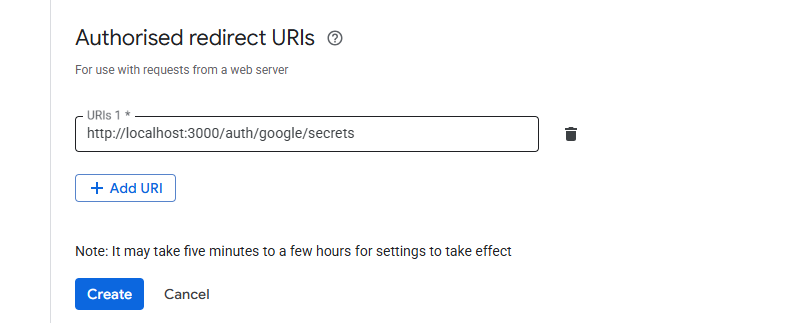 Authorised redirect URIs
For use with requests from a web server
URIs 1 *
http://localhost:3000/auth/google/secrets
+ Add URI
Note: It may take five minutes to a few hours for settings to take effect
Create Cancel